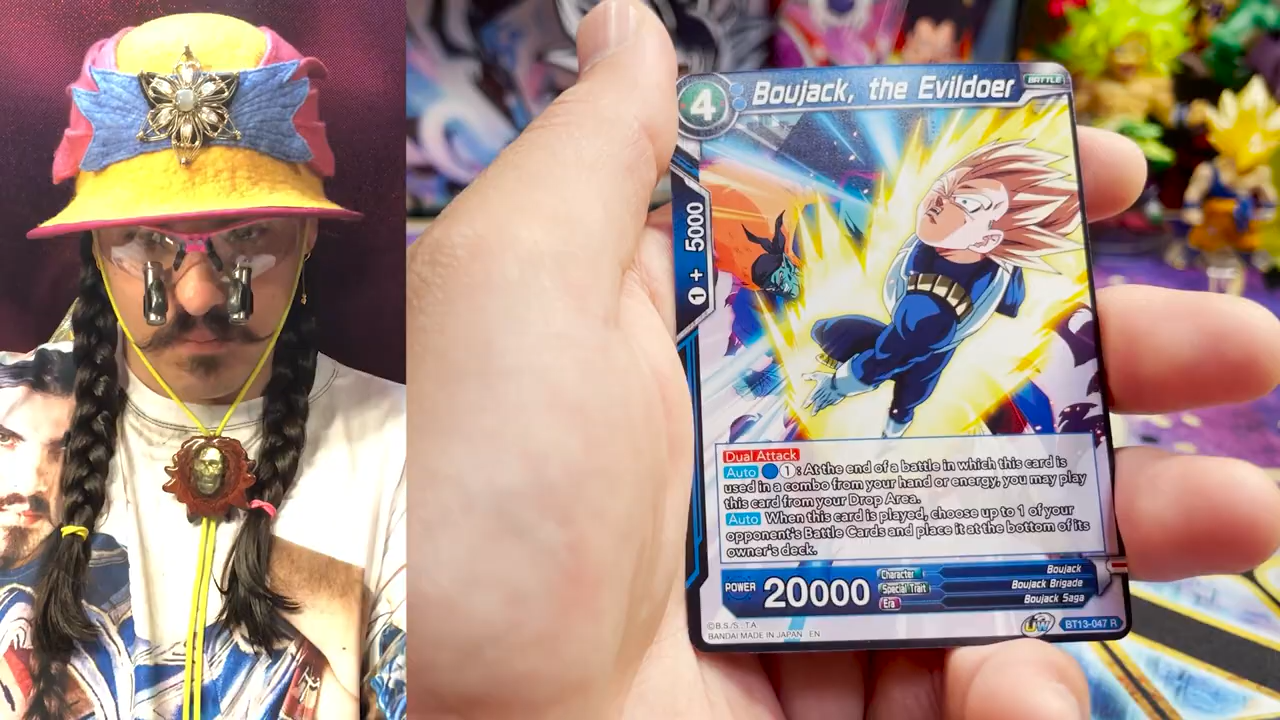 4
Boujack, the Evildoer
BATTLE
1 + 5000
Dual Attack
Auto 1: At the end of a battle in which this card is
used in a combo from your hand or energy, you may play
this card from your Drop Area.
Auto When this card is played, choose up to 1 of your
opponent's Battle Cards and place it at the bottom of its
owner's deck.
POWER 20000
Character Boujack
Special Trait Boujack Brigade
Era Boujack Saga
©B.S./S., T.A
BANDAI MADE IN JAPAN EN
UW
BT13-047 R